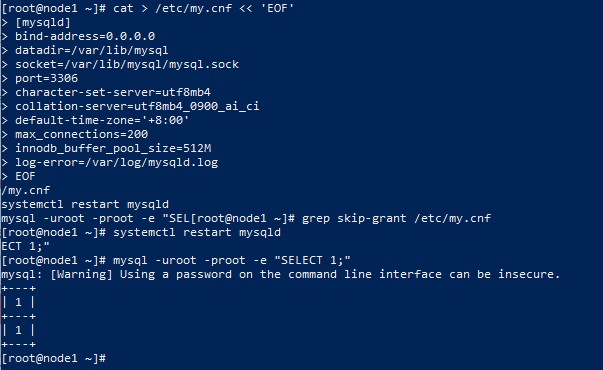 [root@node1 ~]# cat > /etc/my.cnf << 'EOF'
> [mysqld]
> bind-address=0.0.0.0
> datadir=/var/lib/mysql
> socket=/var/lib/mysql/mysql.sock
> port=3306
> character-set-server=utf8mb4
> collation-server=utf8mb4_0900_ai_ci
> default-time-zone='+8:00'
> max_connections=200
> innodb_buffer_pool_size=512M
> log-error=/var/log/mysqld.log
> EOF
/my.cnf
systemctl restart mysqld
mysql -uroot -proot -e "SEL[root@node1 ~]# grep skip-grant /etc/my.cnf
[root@node1 ~]# systemctl restart mysqld
ECT 1;"
[root@node1 ~]# mysql -uroot -proot -e "SELECT 1;"
mysql: [Warning] Using a password on the command line interface can be insecure.
+---+
| 1 |
+---+
| 1 |
+---+
[root@node1 ~]#